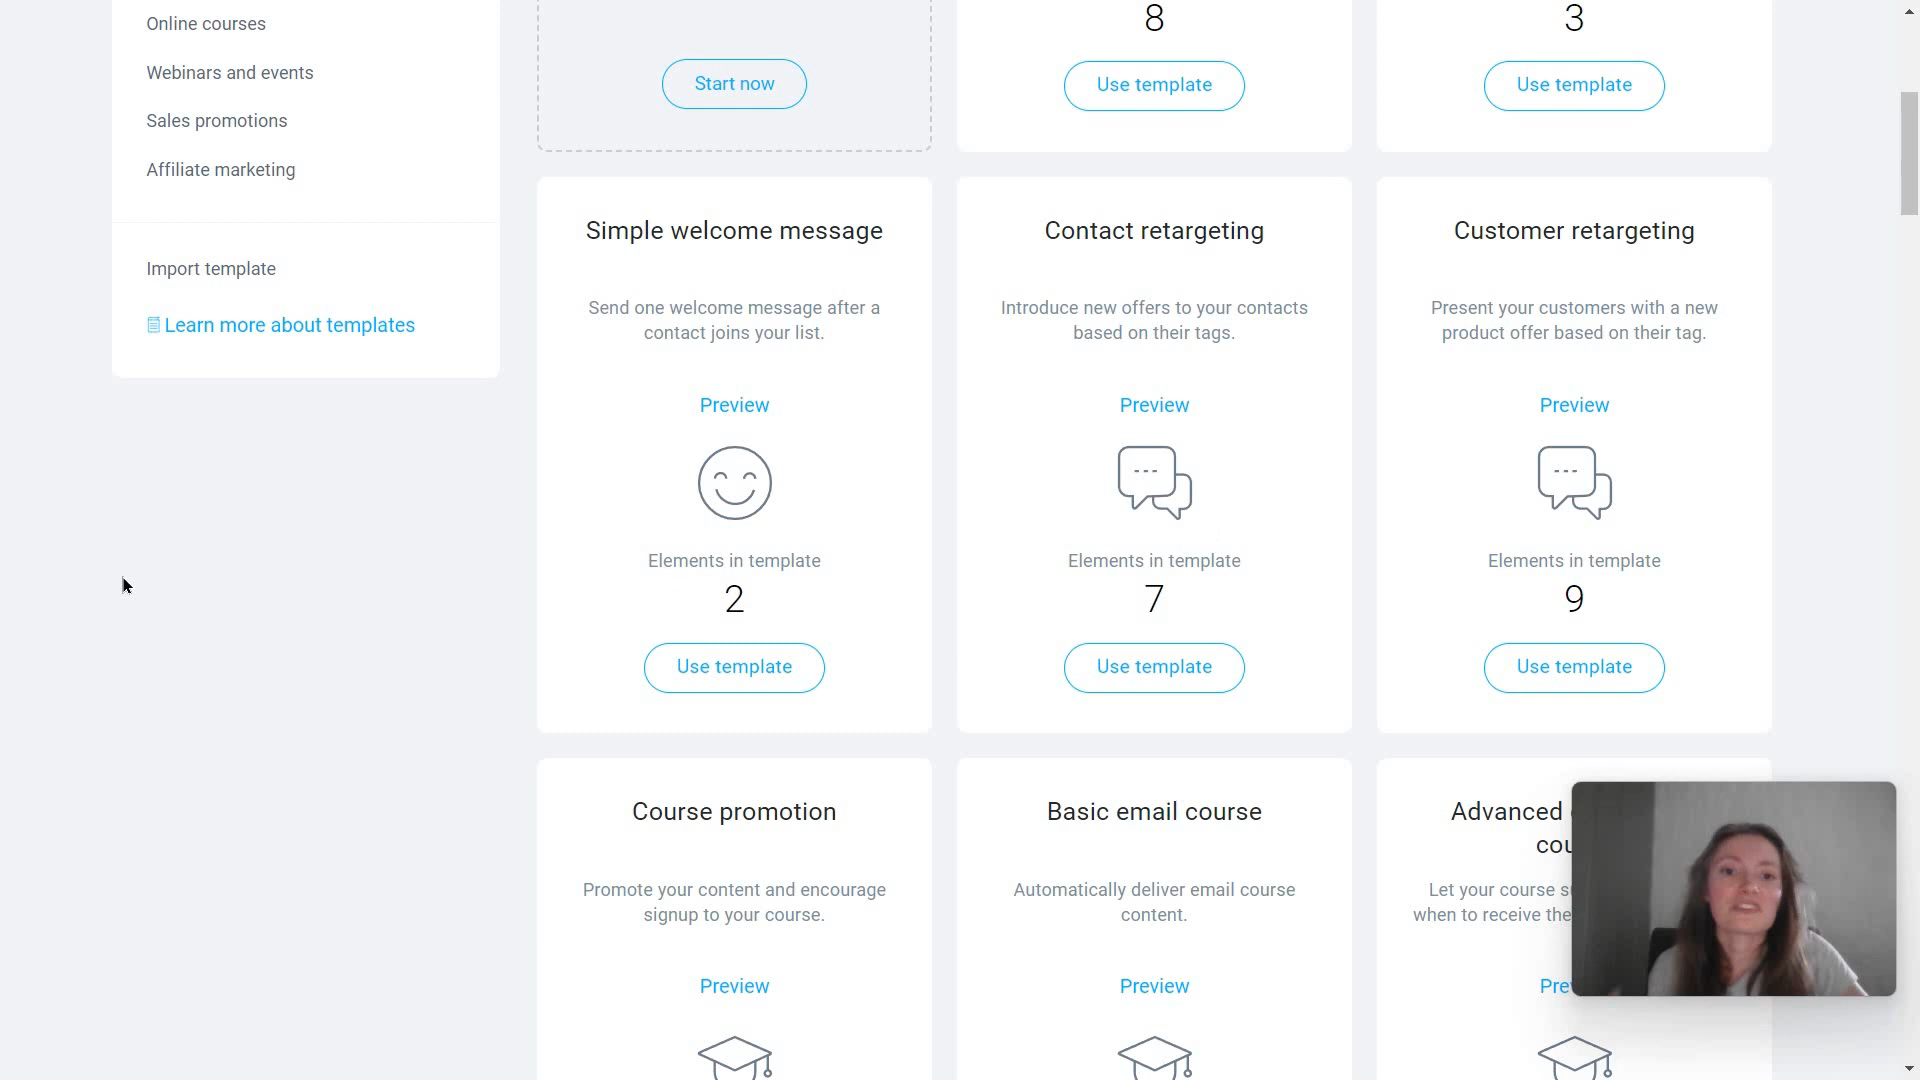 Online courses
Webinars and events
Sales promotions
Affiliate marketing
Import template
Learn more about templates
Start now
8
Use template
3
Use template
Simple welcome message
Send one welcome message after a
contact joins your list.
Preview
Elements in template
2
Use template
Contact retargeting
Introduce new offers to your contacts
based on their tags.
Preview
Elements in template
7
Use template
Customer retargeting
Present your customers with a new
product offer based on their tag.
Preview
Elements in template
9
Use template
Course promotion
Promote your content and encourage
signup to your course.
Preview
Basic email course
Automatically deliver email course
content.
Preview
Advanced
Let your course
when to receive